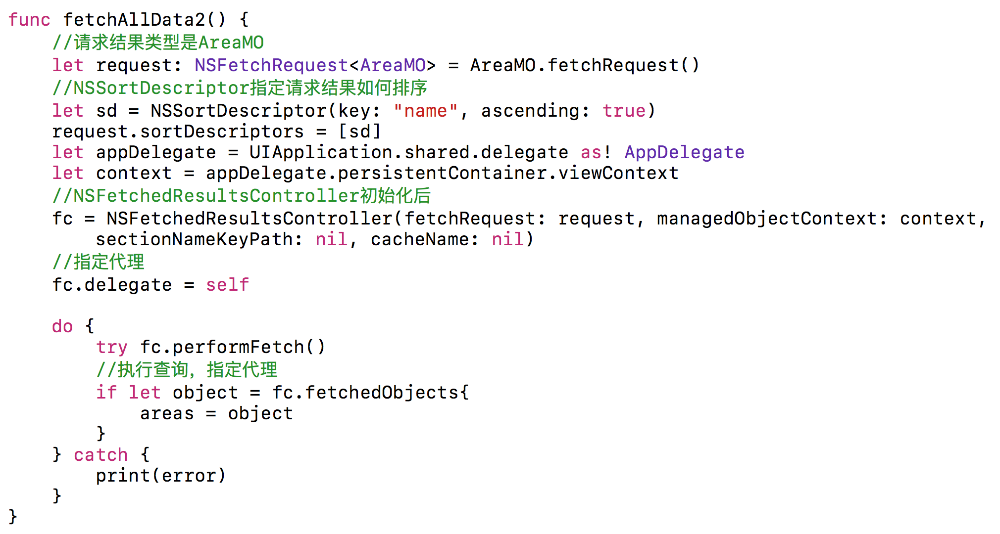 func fetchAllData2() {
    //请求结果类型是AreaMO
    let request: NSFetchRequest<AreaMO> = AreaMO.fetchRequest()
    //NSSortDescriptor指定请求结果如何排序
    let sd = NSSortDescriptor(key: "name", ascending: true)
    request.sortDescriptors = [sd]
    let appDelegate = UIApplication.shared.delegate as! AppDelegate
    let context = appDelegate.persistentContainer.viewContext
    //NSFetchedResultsController初始化后
    fc = NSFetchedResultsController(fetchRequest: request, managedObjectContext: context,
        sectionNameKeyPath: nil, cacheName: nil)
    //指定代理
    fc.delegate = self

    do {
        try fc.performFetch()
        //执行查询，指定代理
        if let object = fc.fetchedObjects{
            areas = object
        }
    } catch {
        print(error)
    }
}